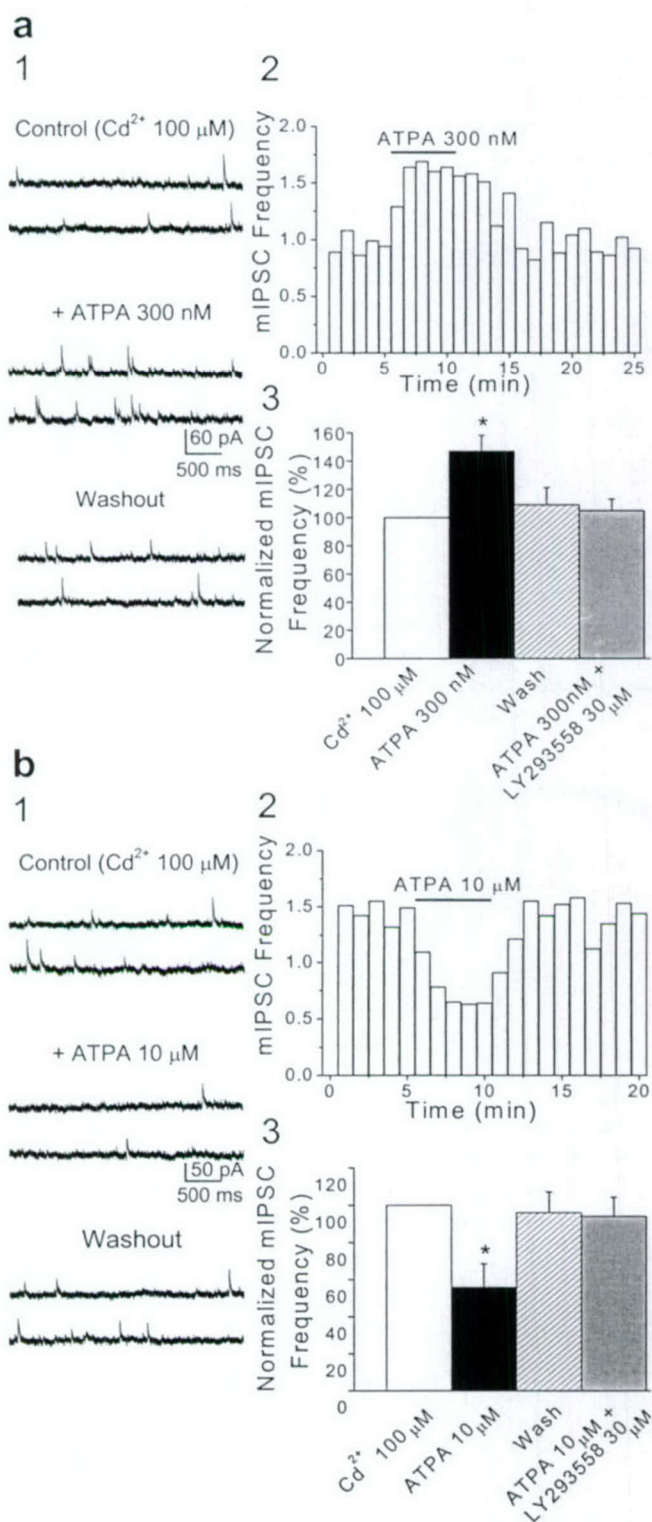 a
1
Control (Cd²⁺ 100 µM)
+ ATPA 300 nM
60 pA
500 ms
Washout
2
mIPSC Frequency
2.0
1.5
1.0
0.5
0.0
ATPA 300 nM
0 5 10 15 20 25
Time (min)
3
Normalized mIPSC
Frequency (%)
160
140
120
100
80
60
40
20
0
*
Cd²⁺ 100 µM
ATPA 300 nM
Wash
ATPA 300nM +
LY293558 30 µM
b
1
Control (Cd²⁺ 100 µM)
+ ATPA 10 µM
50 pA
500 ms
Washout
2
mIPSC Frequency
2.0
1.5
1.0
0.5
0.0
ATPA 10 µM
0 5 10 15 20
Time (min)
3
Normalized mIPSC
Frequency (%)
120
100
80
60
40
20
0
*
Cd²⁺ 100 µM
ATPA 10 µM
Wash
ATPA 10 µM +
LY293558 30 µM